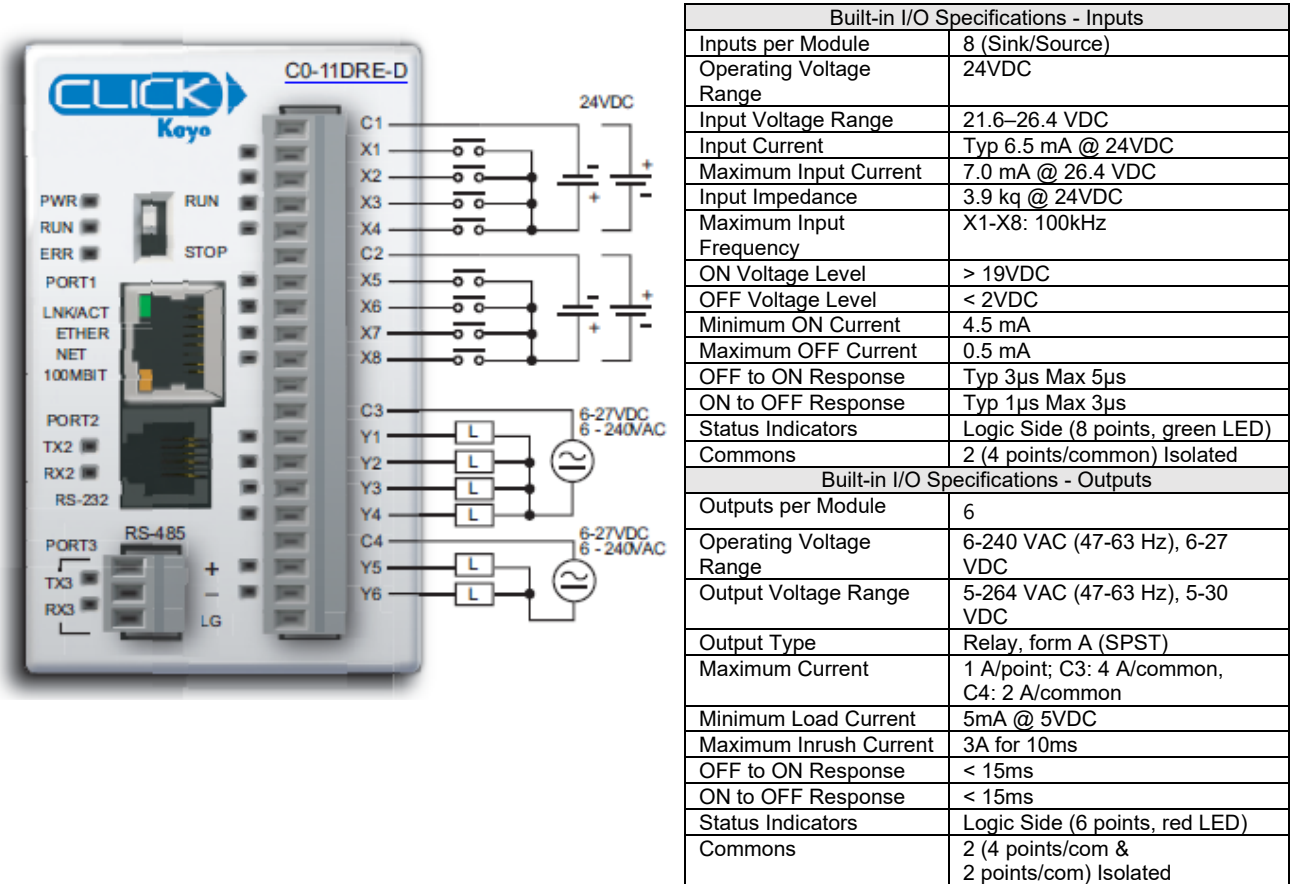 CLICK
Koyo
C0-11DRE-D
24VDC
C1
X1
X2
+
X3
+
X4
C2
X5
X6
+
X7
+
X8
PWR
RUN
RUN
ERR
STOP
PORT1
LNK/ACT
ETHER
NET
100MBIT
PORT2
TX2
RX2
RS-232
C3
6-27VDC
6 - 240VAC
Y1
L
Y2
L
Y3
L
Y4
L
C4
6-27VDC
6 - 240VAC
Y5
L
Y6
L
RS-485
PORT3
+
TX3
–
RX3
LG
Built-in I/O Specifications - Inputs
Inputs per Module 8 (Sink/Source)
Operating Voltage 24VDC
Range
Input Voltage Range 21.6–26.4 VDC
Input Current Typ 6.5 mA @ 24VDC
Maximum Input Current 7.0 mA @ 26.4 VDC
Input Impedance 3.9 kq @ 24VDC
Maximum Input X1-X8: 100kHz
Frequency
ON Voltage Level > 19VDC
OFF Voltage Level < 2VDC
Minimum ON Current 4.5 mA
Maximum OFF Current 0.5 mA
OFF to ON Response Typ 3μs Max 5μs
ON to OFF Response Typ 1μs Max 3μs
Status Indicators Logic Side (8 points, green LED)
Commons 2 (4 points/common) Isolated
Built-in I/O Specifications - Outputs
Outputs per Module 6
Operating Voltage 6-240 VAC (47-63 Hz), 6-27
Range VDC
Output Voltage Range 5-264 VAC (47-63 Hz), 5-30
VDC
Output Type Relay, form A (SPST)
Maximum Current 1 A/point; C3: 4 A/common,
C4: 2 A/common
Minimum Load Current 5mA @ 5VDC
Maximum Inrush Current 3A for 10ms
OFF to ON Response < 15ms
ON to OFF Response < 15ms
Status Indicators Logic Side (6 points, red LED)
Commons 2 (4 points/com &
2 points/com) Isolated